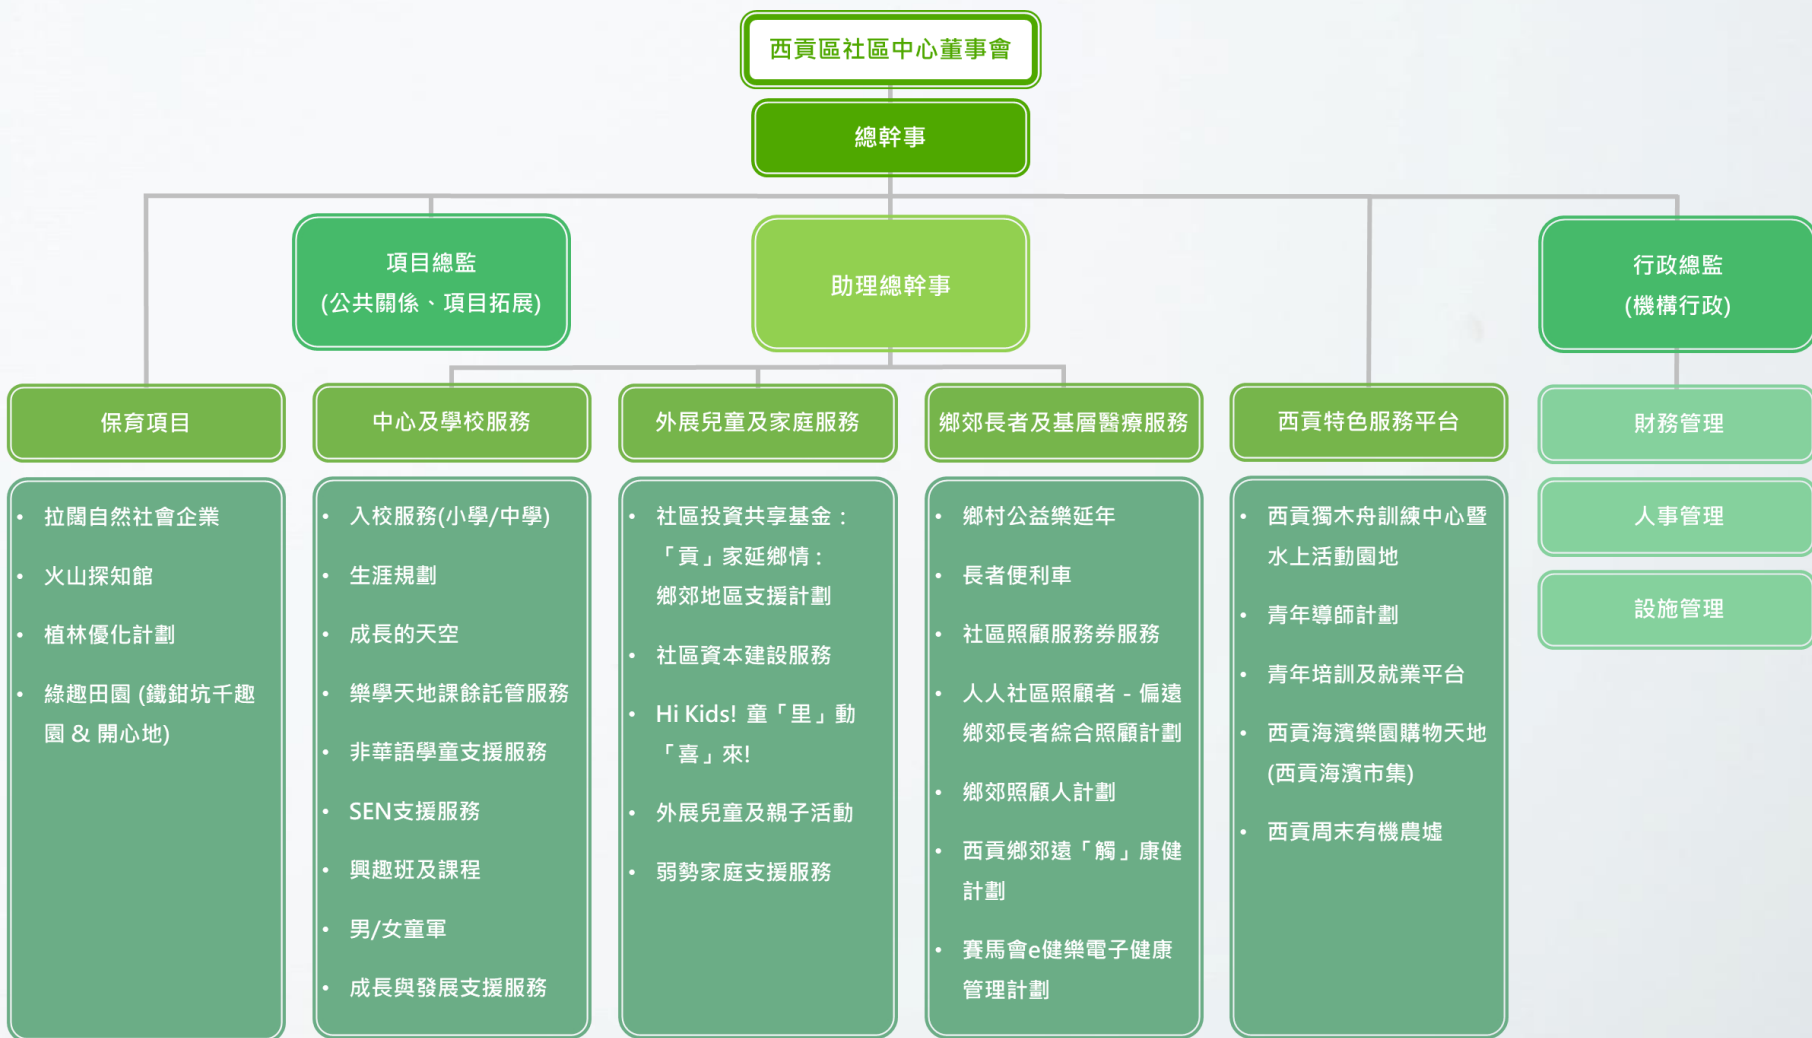 西貢區社區中心董事會
總幹事
項目總監
(公共關係、項目拓展)
助理總幹事
行政總監
(機構行政)
保育項目
• 拉闊自然社會企業
• 火山探知館
• 植林優化計劃
• 綠趣田園 (鐵鉗坑千趣
園 & 開心地)
中心及學校服務
• 入校服務(小學/中學)
• 生涯規劃
• 成長的天空
• 樂學天地課餘託管服務
• 非華語學童支援服務
• SEN支援服務
• 興趣班及課程
• 男/女童軍
• 成長與發展支援服務
外展兒童及家庭服務
• 社區投資共享基金：
「貢」家延鄉情：
鄉郊地區支援計劃
• 社區資本建設服務
• Hi Kids! 童「里」動
「喜」來!
• 外展兒童及親子活動
• 弱勢家庭支援服務
鄉郊長者及基層醫療服務
• 鄉村公益樂延年
• 長者便利車
• 社區照顧服務券服務
• 人人社區照顧者 - 偏遠
鄉郊長者綜合照顧計劃
• 鄉郊照顧人計劃
• 西貢鄉郊遠「觸」康健
計劃
• 賽馬會e健樂電子健康
管理計劃
西貢特色服務平台
• 西貢獨木舟訓練中心暨
水上活動園地
• 青年導師計劃
• 青年培訓及就業平台
• 西貢海濱樂園購物天地
(西貢海濱市集)
• 西貢周末有機農墟
財務管理
人事管理
設施管理